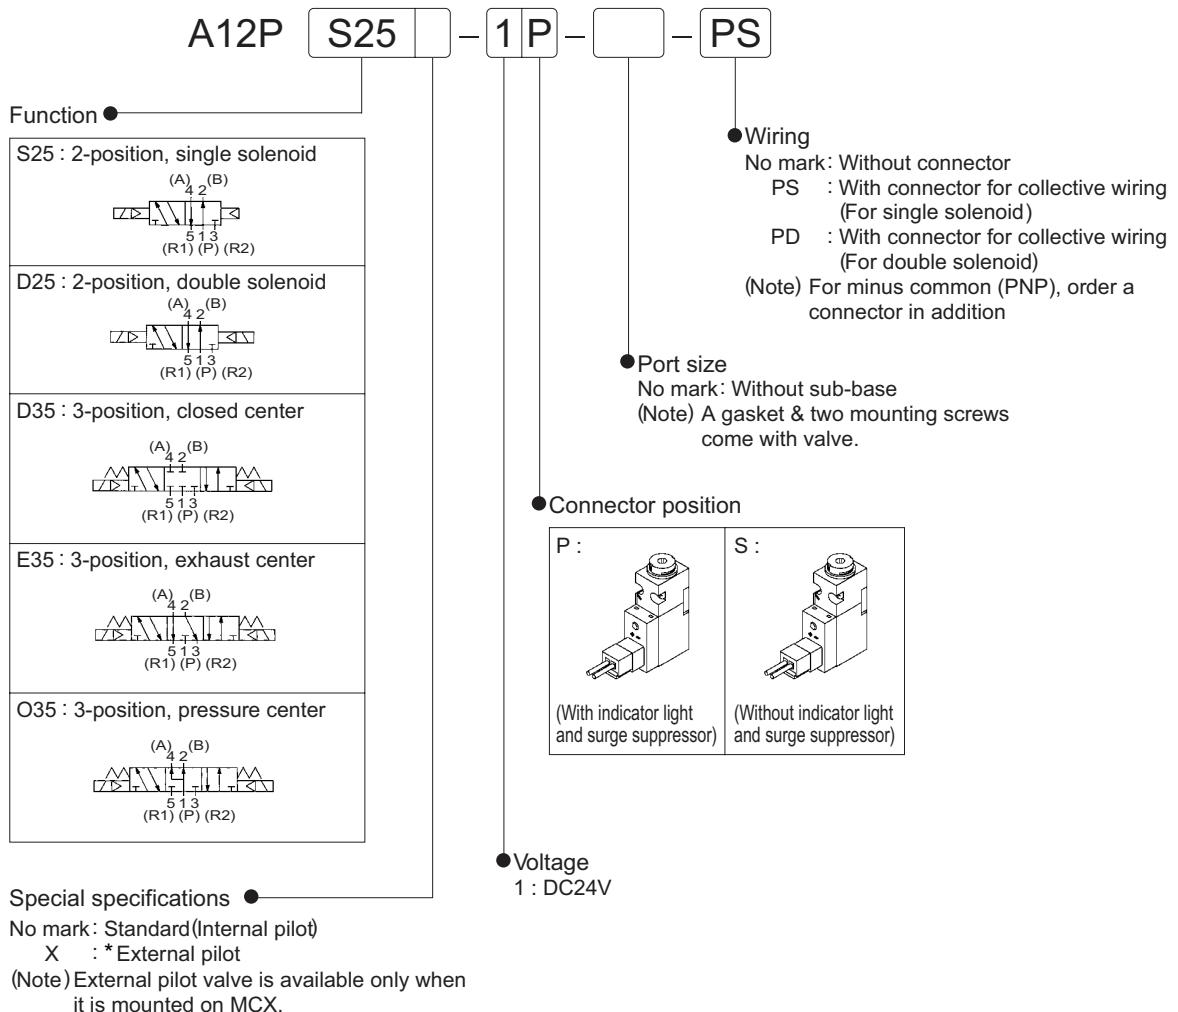 A12P S25 – 1 P – – PS
Function
S25 : 2-position, single solenoid
(A) (B)
4 2
5 1 3
(R1) (P) (R2)
D25 : 2-position, double solenoid
(A) (B)
4 2
5 1 3
(R1) (P) (R2)
D35 : 3-position, closed center
(A) (B)
4 2
5 1 3
(R1) (P) (R2)
E35 : 3-position, exhaust center
(A) (B)
4 2
5 1 3
(R1) (P) (R2)
O35 : 3-position, pressure center
(A) (B)
4 2
5 1 3
(R1) (P) (R2)
Special specifications
No mark : Standard(Internal pilot)
X : *External pilot
(Note) External pilot valve is available only when
it is mounted on MCX.
Voltage
1 : DC24V
Connector position
P :
(With indicator light
and surge suppressor)
S :
(Without indicator light
and surge suppressor)
Port size
No mark : Without sub-base
(Note) A gasket & two mounting screws
come with valve.
Wiring
No mark : Without connector
PS : With connector for collective wiring
(For single solenoid)
PD : With connector for collective wiring
(For double solenoid)
(Note) For minus common (PNP), order a
connector in addition